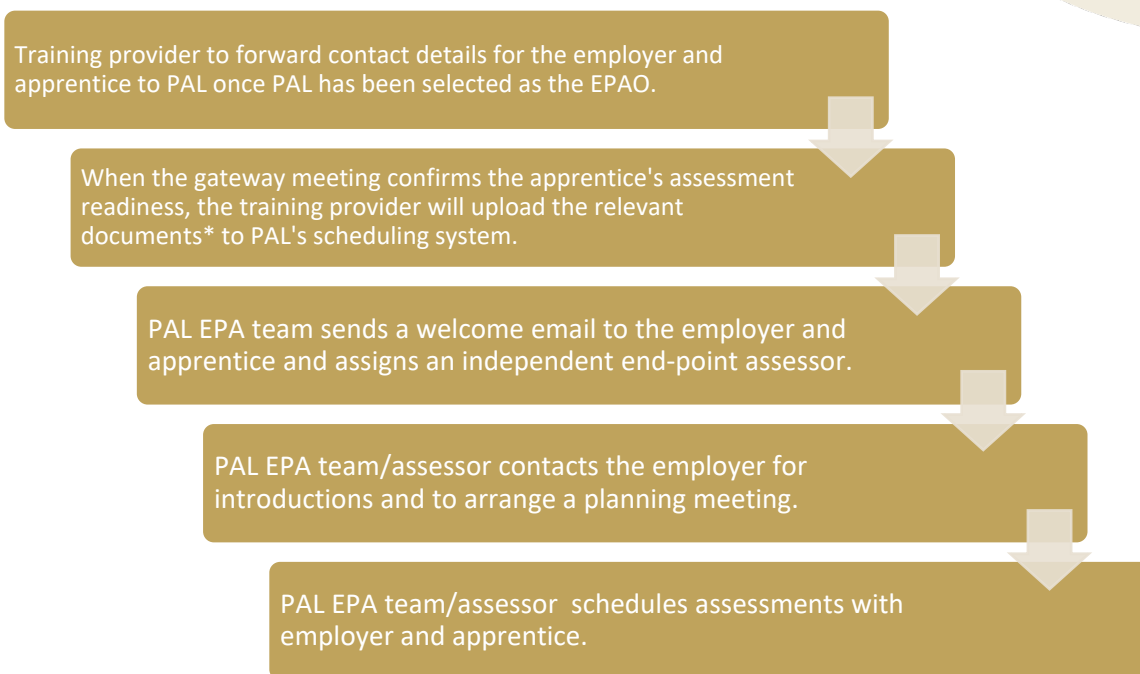 Training provider to forward contact details for the employer and
apprentice to PAL once PAL has been selected as the EPAO.
When the gateway meeting confirms the apprentice's assessment
readiness, the training provider will upload the relevant
documents* to PAL's scheduling system.
PAL EPA team sends a welcome email to the employer and
apprentice and assigns an independent end-point assessor.
PAL EPA team/assessor contacts the employer for
introductions and to arrange a planning meeting.
PAL EPA team/assessor  schedules assessments with
employer and apprentice.